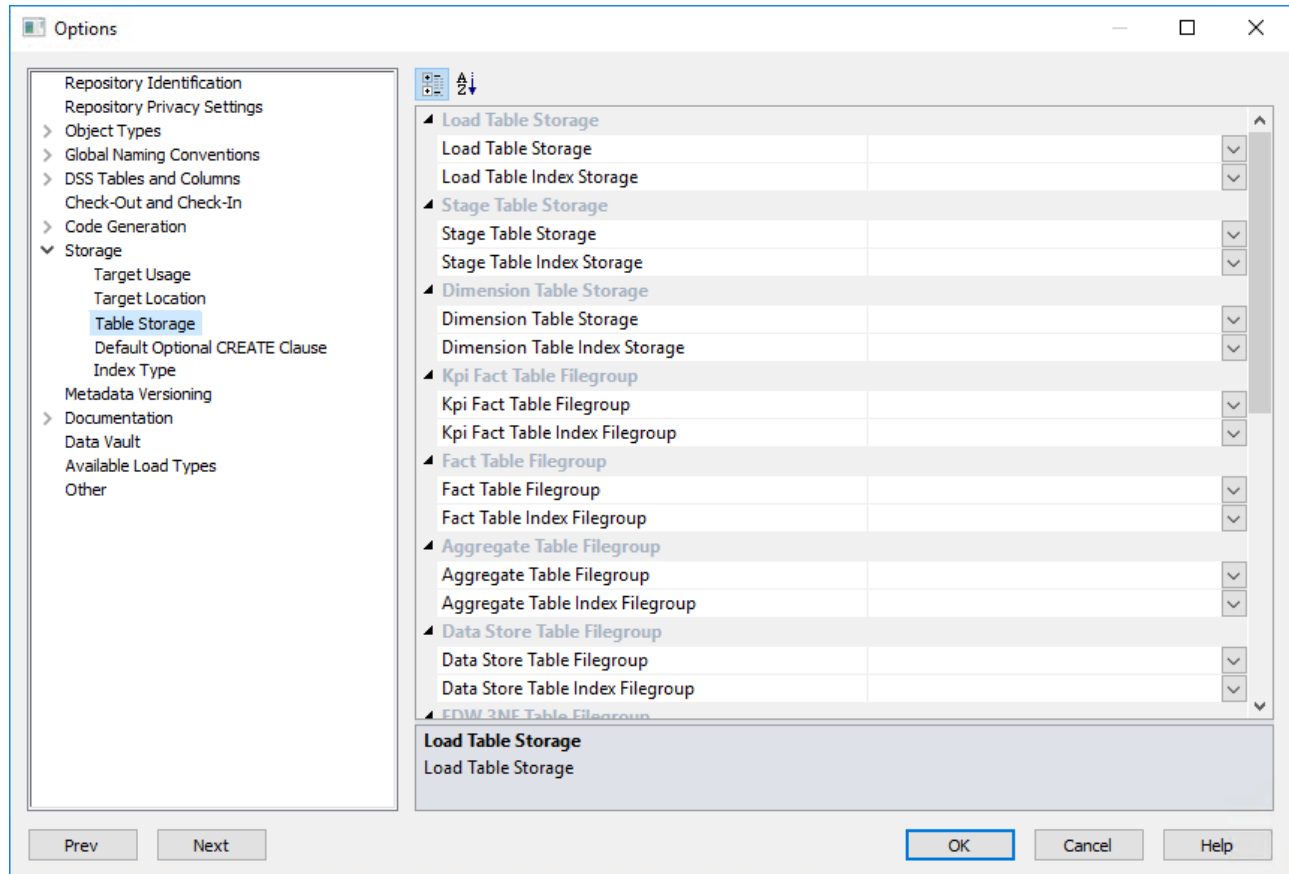 Options
Repository Identification
Repository Privacy Settings
Object Types
Global Naming Conventions
DSS Tables and Columns
Check-Out and Check-In
Code Generation
Storage
Target Usage
Target Location
Table Storage
Default Optional CREATE Clause
Index Type
Metadata Versioning
Documentation
Data Vault
Available Load Types
Other
Load Table Storage
Load Table Storage
Load Table Index Storage
Stage Table Storage
Stage Table Storage
Stage Table Index Storage
Dimension Table Storage
Dimension Table Storage
Dimension Table Index Storage
Kpi Fact Table Filegroup
Kpi Fact Table Filegroup
Kpi Fact Table Index Filegroup
Fact Table Filegroup
Fact Table Filegroup
Fact Table Index Filegroup
Aggregate Table Filegroup
Aggregate Table Filegroup
Aggregate Table Index Filegroup
Data Store Table Filegroup
Data Store Table Filegroup
Data Store Table Index Filegroup
EDW 3NF Table Filegroup
Load Table Storage
Load Table Storage
Prev Next OK Cancel Help